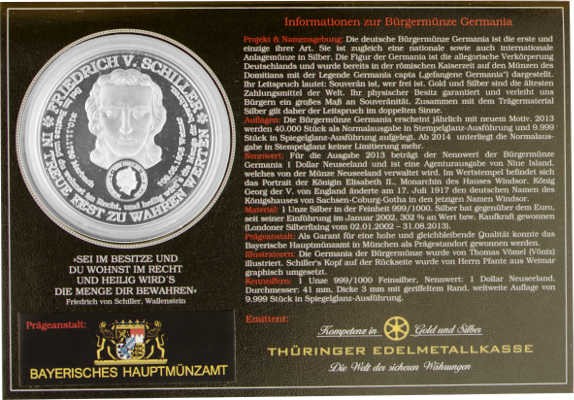 Informationen zur Bürgermünze Germania
Projekt & Namensgebung: Die deutsche Bürgermünze Germania ist die erste und
einzige ihrer Art. Sie ist zugleich eine nationale sowie auch internationale
Anlagemünze in Silber. Die Figur der Germania ist die allegorische Verkörperung
Deutschlands und wurde bereits in der römischen Kaiserzeit auf den Münzen des
Domitians mit der Legende Germania capta („gefangene Germania") dargestellt.
Ihr Leitspruch lautet: Souverän ist, wer frei ist. Gold und Silber sind die ältesten
Zahlungsmittel der Welt. Ihr physischer Besitz garantiert und verleiht uns
Bürgern ein großes Maß an Souveränität. Zusammen mit dem Trägermaterial
Silber gilt daher der Leitspruch im doppelten Sinne.
Auflagen: Die Bürgermünze Germania erscheint jährlich mit neuem Motiv. 2013
werden 40.000 Stück als Normalausgabe in Stempelglanz-Ausführung und 9.999
Stück in Spiegelglanz-Ausführung aufgelegt. Ab 2014 unterliegt die Normalaus-
gabe in Stempelglanz keiner Limitierung mehr.
Nennwert: Für die Ausgabe 2013 beträgt der Nennwert der Bürgermünze
Germania 1 Dollar Neuseeland und ist eine Agenturausgabe von Nine Island,
welches von der Münze Neuseeland verwaltet wird. Im Wertstempel befindet sich
das Portrait der Königin Elisabeth II., Monarchin des Hauses Windsor. König
Georg der V. von England änderte am 17. Juli 1917 den deutschen Namen des
Königshauses von Sachsen-Coburg-Gotha in den jetzigen Namen Windsor.
Material: 1 Unze Silber in der Feinheit 999/1000. Silber hat gegenüber dem Euro,
seit seiner Einführung im Januar 2002, 302 % an Wert bzw. Kaufkraft gewonnen
(Londoner Silberfixing vom 02.01.2002 – 31.08.2013).
Prägeanstalt: Als Garant für eine hohe und gleichbleibende Qualität konnte das
Bayerische Hauptmünzamt in München als Prägestandort gewonnen werden.
Illustratoren: Die Germania der Bürgermünze wurde von Thomas Vömel (Vönix)
illustriert. Schiller's Kopf auf der Rückseite wurde von Herrn Pfante aus Weimar
graphisch umgesetzt.
Kennziffern: 1 Unze 999/1000 Feinsilber, Nennwert: 1 Dollar Neuseeland.
Durchmesser: 41 mm, Dicke 3 mm mit geriffeltem Rand, weltweite Auflage von
9.999 Stück in Spiegelglanz-Ausführung.
FRIEDRICH V. SCHILLER
IN TREUE FEST ZU WAHREN WERTEN
»SEI IM BESITZE UND
DU WOHNST IM RECHT
UND HEILIG WIRD'S
DIE MENGE DIR BEWAHREN«
Friedrich von Schiller, Wallenstein
Prägeanstalt:
BAYERISCHES HAUPTMÜNZAMT
Emittent:
Kompetenz in Gold und Silber
THÜRINGER EDELMETALLKASSE
Die Welt der sicheren Währungen